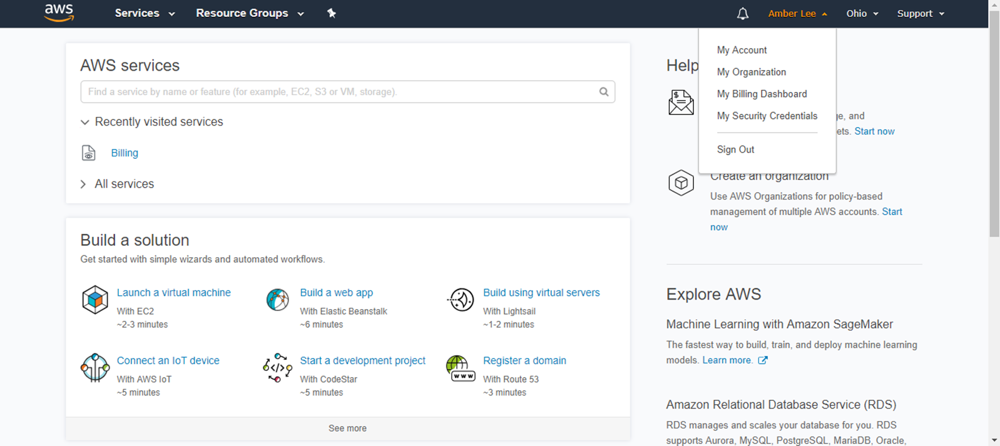 aws
Services
Resource Groups
Amber Lee
Ohio
Support
AWS services
Find a service by name or feature (for example, EC2, S3 or VM, storage).
Recently visited services
Billing
All services
Build a solution
Get started with simple wizards and automated workflows.
Launch a virtual machine
With EC2
~2-3 minutes
Build a web app
With Elastic Beanstalk
~6 minutes
Build using virtual servers
With Lightsail
~1-2 minutes
Connect an IoT device
With AWS IoT
~5 minutes
Start a development project
With CodeStar
~5 minutes
www
Register a domain
With Route 53
~3 minutes
See more
My Account
My Organization
My Billing Dashboard
My Security Credentials
Sign Out
Help
$
and
Start now
Create an organization
Use AWS Organizations for policy-based
management of multiple AWS accounts. Start
now
Explore AWS
Machine Learning with Amazon SageMaker
The fastest way to build, train, and deploy machine learning
models. Learn more.
Amazon Relational Database Service (RDS)
RDS manages and scales your database for you. RDS
supports Aurora, MySQL, PostgreSQL, MariaDB, Oracle,